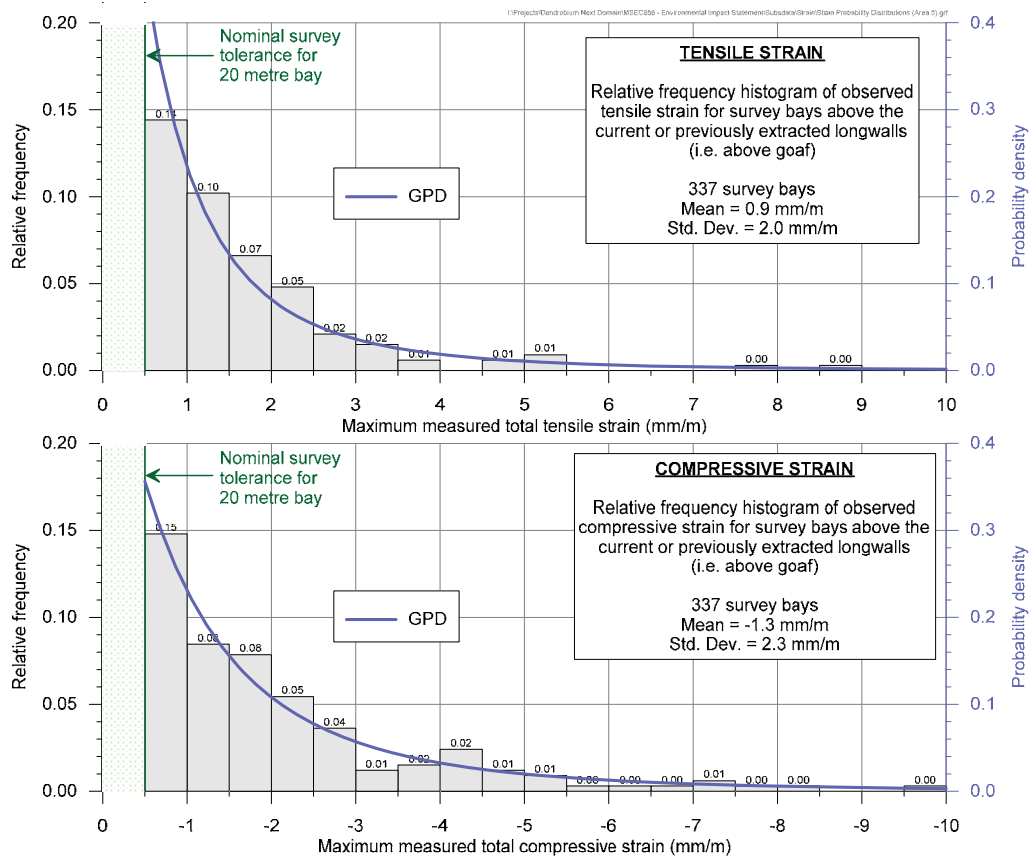 I:\Projects\Dendrobium Next Domain\MSEC856 - Environmental Impact Statement\Subsdata\Strain\Strain Probability Distributions (Area 5).grf
0.20
0.4
Nominal survey
tolerance for
20 metre bay
TENSILE STRAIN
Relative frequency histogram of observed
tensile strain for survey bays above the
current or previously extracted longwalls
(i.e. above goaf)
337 survey bays
Mean = 0.9 mm/m
Std. Dev. = 2.0 mm/m
0.15
0.3
0.14
Relative frequency
Probability density
0.10
0.2
GPD
0.10
0.07
0.05
0.1
0.05
0.02
0.02
0.01
0.01
0.01
0.00
0.00
0.00
0.0
0 1 2 3 4 5 6 7 8 9 10
Maximum measured total tensile strain (mm/m)
0.20
0.4
Nominal survey
tolerance for
20 metre bay
COMPRESSIVE STRAIN
Relative frequency histogram of observed
compressive strain for survey bays above the
current or previously extracted longwalls
(i.e. above goaf)
337 survey bays
Mean = -1.3 mm/m
Std. Dev. = 2.3 mm/m
0.15
0.3
0.15
Relative frequency
Probability density
0.10
0.2
GPD
0.08
0.08
0.05
0.1
0.05
0.04
0.01
0.02
0.02
0.01
0.01
0.00
0.00
0.00
0.01
0.00
0.00
0.00
0.00
0.0
0 -1 -2 -3 -4 -5 -6 -7 -8 -9 -10
Maximum measured total compressive strain (mm/m)